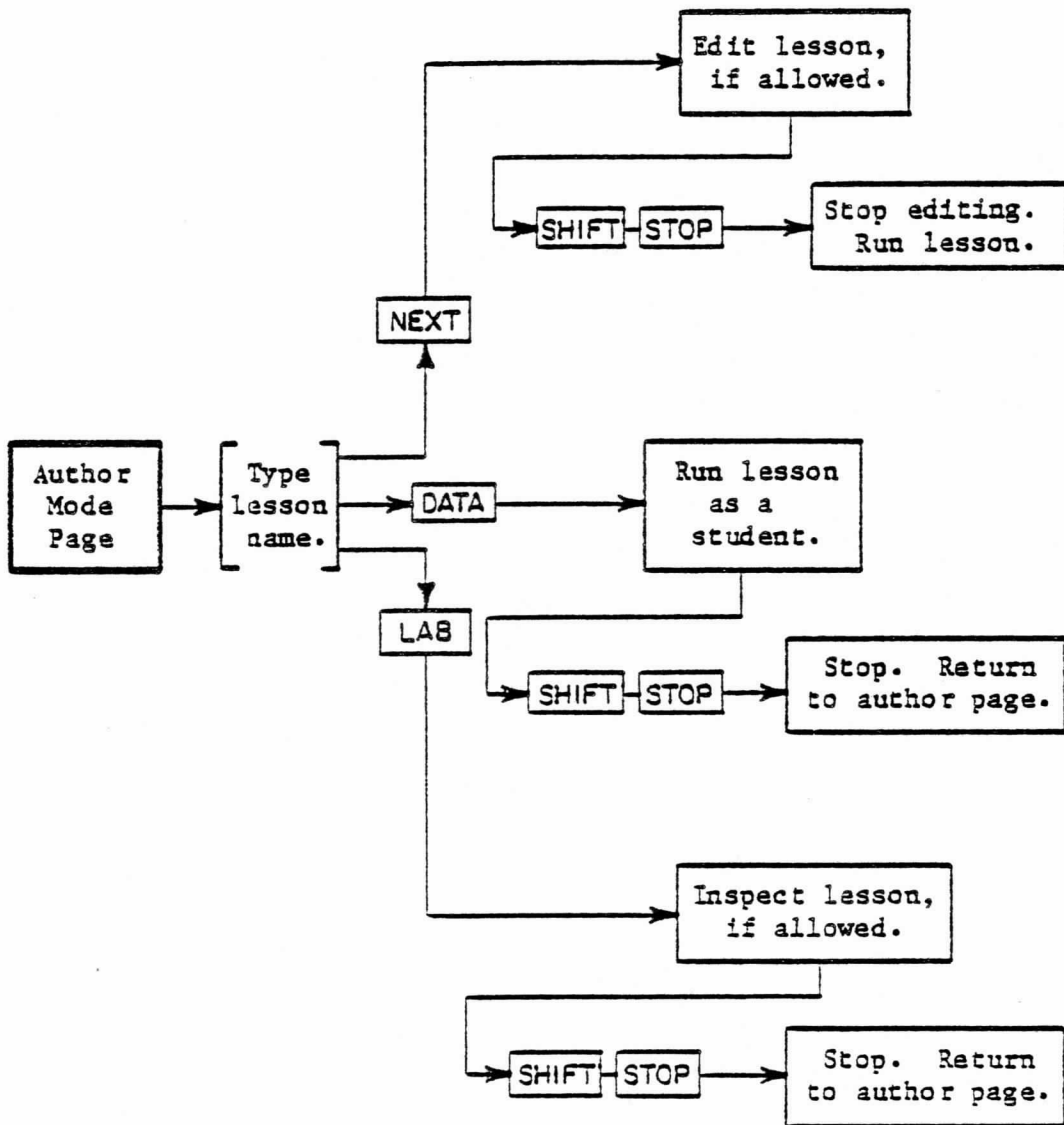 Edit lesson,
if allowed.
SHIFT STOP
Stop editing.
Run lesson.
NEXT
Author
Mode
Page
Type
lesson
name.
DATA
Run lesson
as a
student.
LAB
SHIFT STOP
Stop. Return
to author page.
Inspect lesson,
if allowed.
SHIFT STOP
Stop. Return
to author page.